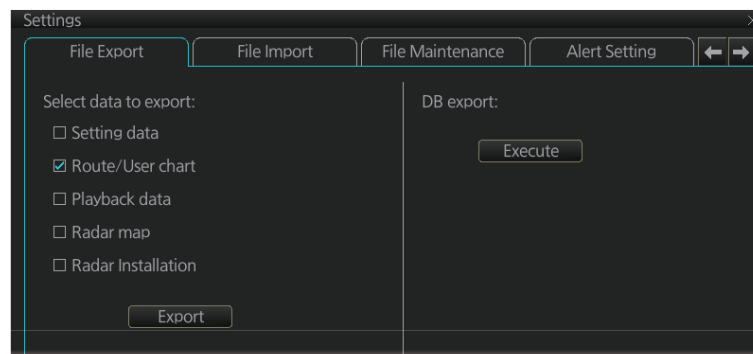 Settings
File Export
File Import
File Maintenance
Alert Setting
Select data to export:
Setting data
Route/User chart
Playback data
Radar map
Radar Installation
Export
DB export:
Execute